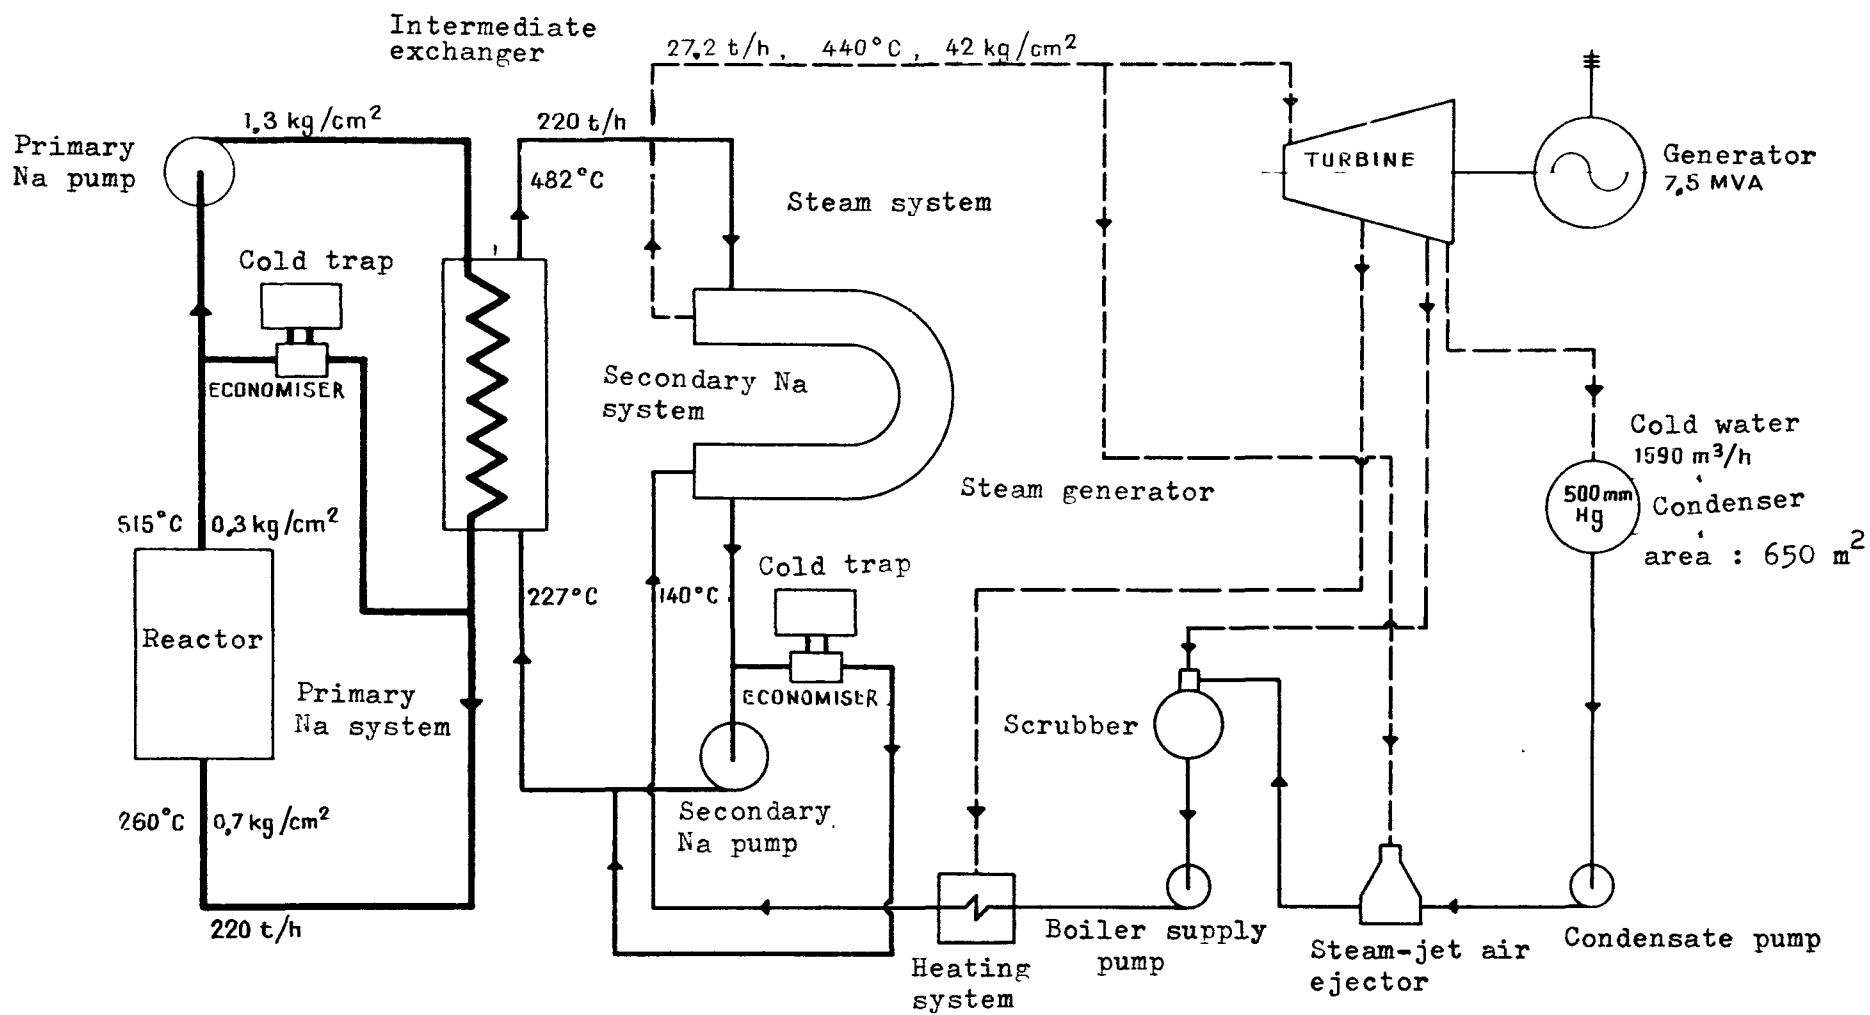 Intermediate
exchanger
27,2 t/h, 440°C, 42 kg/cm²
1,3 kg/cm²
220 t/h
Primary
Na pump
482°C
TURBINE
Generator
7,5 MVA
Steam system
Cold trap
ECONOMISER
Secondary Na
system
Cold water
1590 m³/h
500 mm
Hg
Condenser
area : 650 m²
Steam generator
515°C
0,3 kg/cm²
Reactor
227°C
140°C
Cold trap
ECONOMISER
Primary
Na system
Scrubber
260°C
0,7 kg/cm²
Secondary
Na pump
220 t/h
Heating
system
Boiler supply
pump
Steam-jet air
ejector
Condensate pump